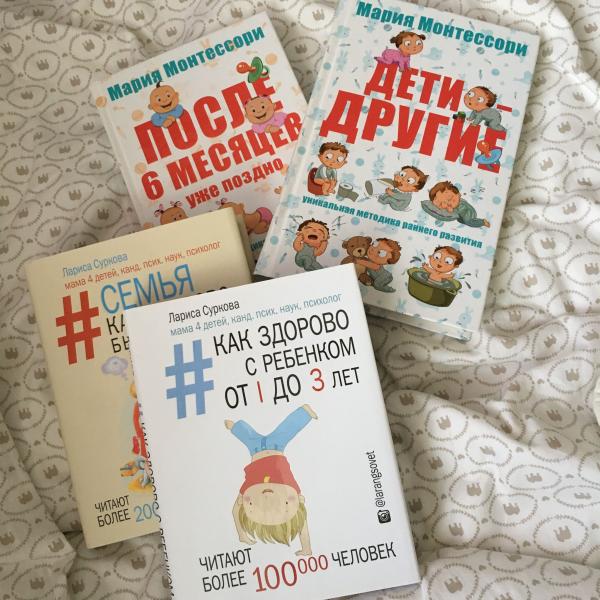 Мария Монтессори
ПОСЛЕ
6 МЕСЯЦЕВ
уже поздно
Мария Монтессори
ДЕТИ –
ДРУГИЕ
уникальная методика раннего развития
Лариса Суркова
мама 4 детей, канд. псих. наук, психолог
#СЕМЬЯ
ЧИТАЮТ
БОЛЕЕ
Лариса Суркова
мама 4 детей, канд. псих. наук, психолог
# КАК ЗДОРОВО
С РЕБЕНКОМ
ОТ 1 ДО 3 ЛЕТ
@larangsovet
ЧИТАЮТ
БОЛЕЕ 100000 ЧЕЛОВЕК